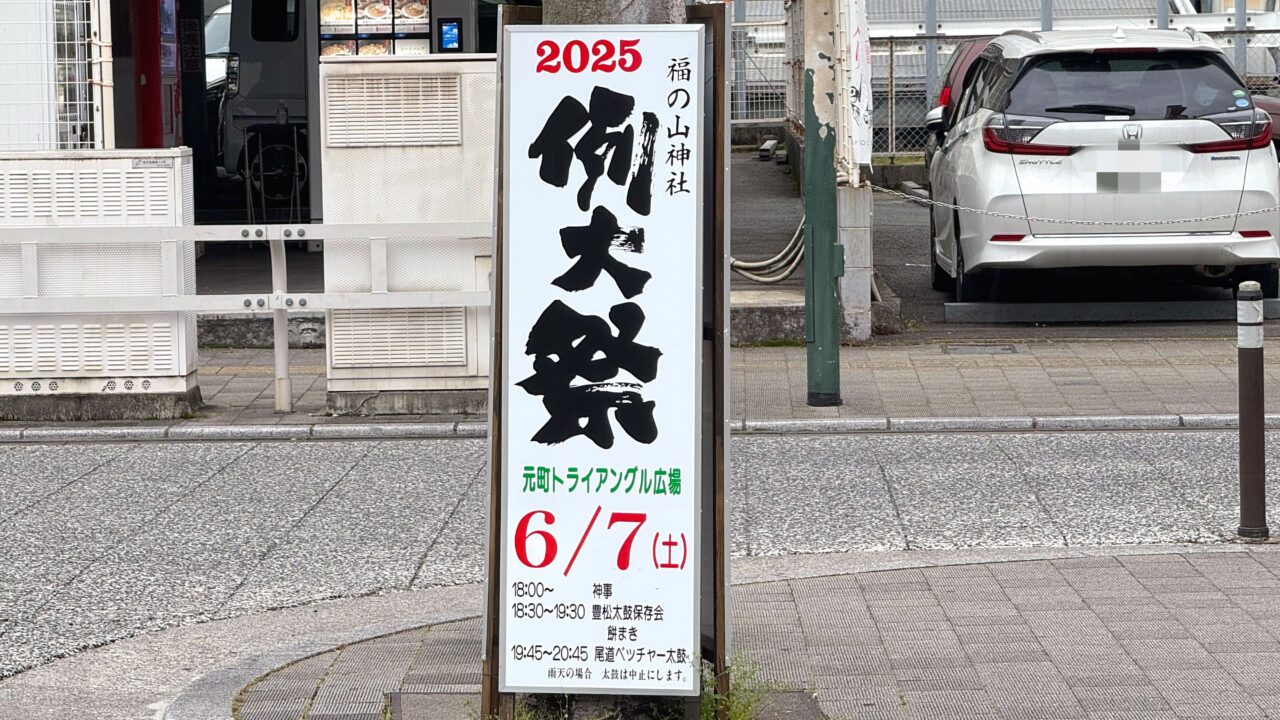 2025
福の山神社
例大祭
元町トライアングル広場
6/7(土)
18:00~ 神事
18:30~19:30 豊松太鼓保存会
餅まき
19:45~20:45 尾道ベッチャー太鼓
雨天の場合 太鼓は中止にします。
SHUTTLE